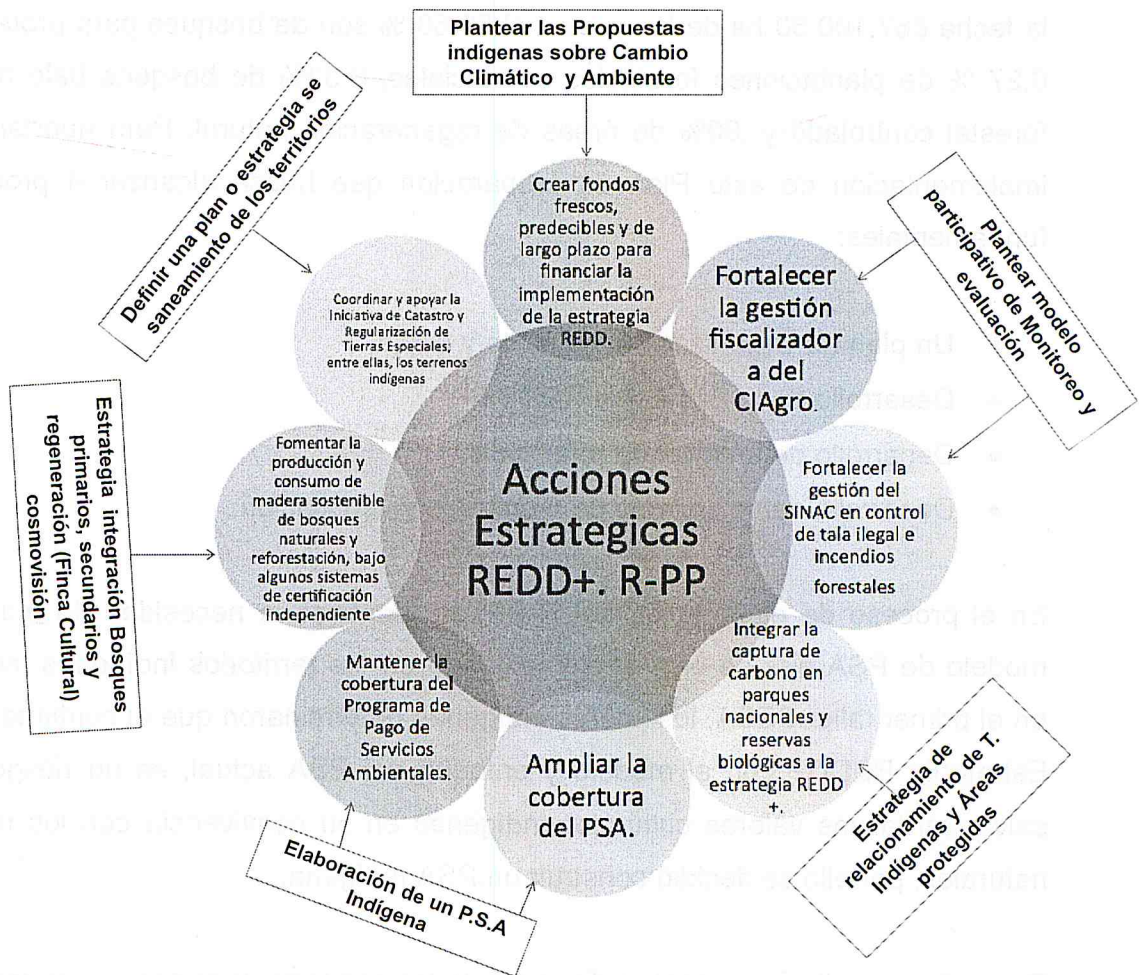 Plantear las Propuestas
indígenas sobre Cambio
Climático y Ambiente
Definir una plan o estrategia se
saneamiento de los territorios
Crear fondos
frescos,
predecibles y de
largo plazo para
financiar la
implementación
de la estrategia
REDD.
Plantear modelo
participativo de Monitoreo y
evaluación
Fortalecer
la gestión
fiscalizador
a del
CIAgro.
Coordinar y apoyar la
Iniciativa de Catastro y
Regularización de
Tierras Especiales;
entre ellas, los terrenos
indígenas
Estrategia integración Bosques
primarios, secundarios y
regeneración (Finca Cultural)
cosmovisión
Fomentar la
producción y
consumo de
madera sostenible
de bosques
naturales y
reforestación, bajo
algunos sistemas
de certificación
independiente
Acciones
Estrategicas
REDD+. R-PP
Fortalecer la
gestión del
SINAC en control
de tala ilegal e
incendios
forestales
Mantener la
cobertura del
Programa de
Pago de
Servicios
Ambientales.
Ampliar la
cobertura
del PSA.
Integrar la
captura de
carbono en
parques
nacionales y
reservas
biológicas a la
estrategia REDD
+.
Elaboración de un P.S.A
Indígena
Estrategia de
relacionamiento de T.
Indígenas y Áreas
protegidas